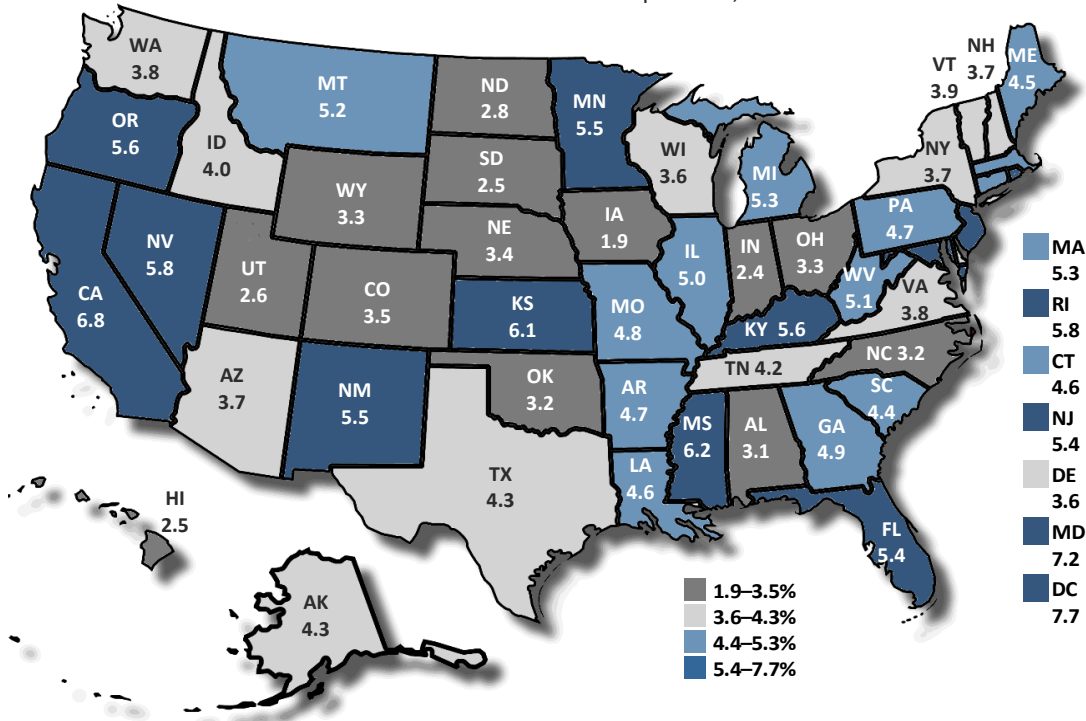 WA
3.8
OR
5.6
ID
4.0
MT
5.2
ND
2.8
MN
5.5
SD
2.5
WY
3.3
NE
3.4
IA
1.9
WI
3.6
MI
5.3
NV
5.8
UT
2.6
CO
3.5
CA
6.8
KS
6.1
MO
4.8
IL
5.0
IN
2.4
OH
3.3
PA
4.7
NY
3.7
VT
3.9
NH
3.7
ME
4.5
WV
5.1
VA
3.8
KY 5.6
TN 4.2
NC 3.2
SC
4.4
AZ
3.7
NM
5.5
OK
3.2
AR
4.7
MS
6.2
AL
3.1
GA
4.9
TX
4.3
LA
4.6
FL
5.4
HI
2.5
AK
4.3
MA
5.3
RI
5.8
CT
4.6
NJ
5.4
DE
3.6
MD
7.2
DC
7.7
1.9–3.5%
3.6–4.3%
4.4–5.3%
5.4–7.7%